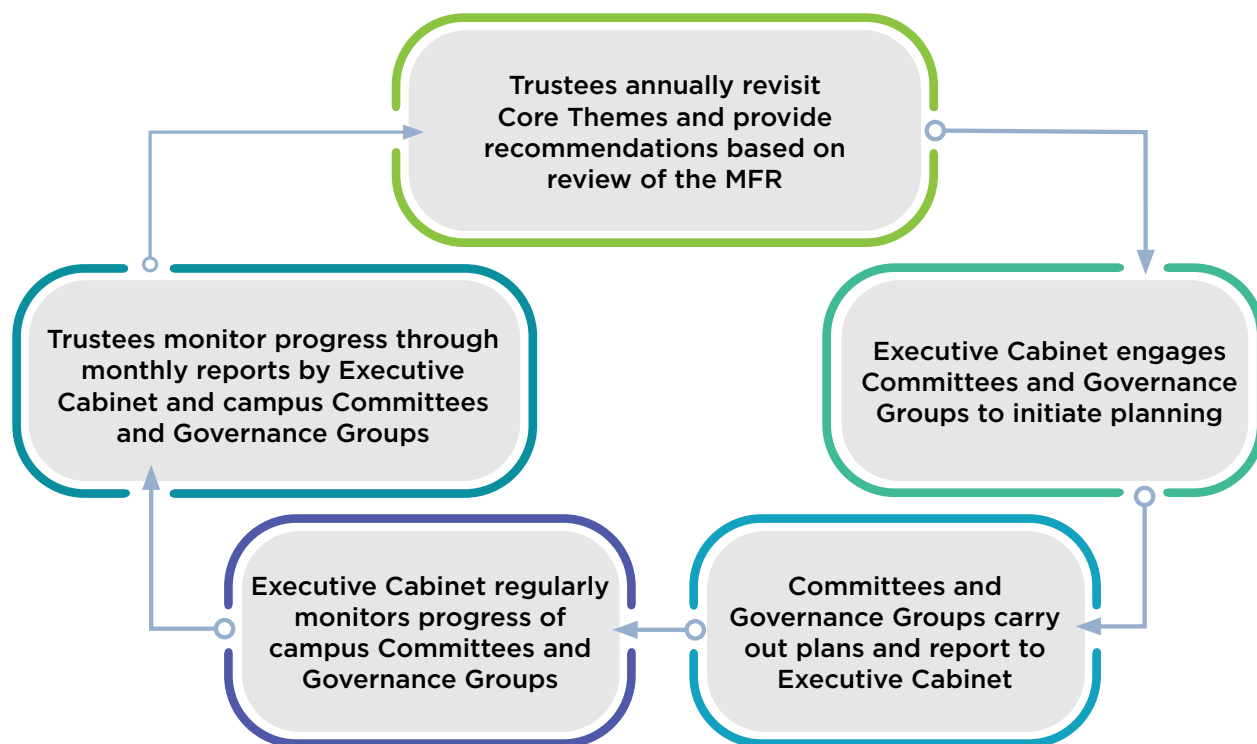 Trustees annually revisit
Core Themes and provide
recommendations based on
review of the MFR
Executive Cabinet engages
Committees and Governance
Groups to initiate planning
Committees and
Governance Groups carry
out plans and report to
Executive Cabinet
Executive Cabinet regularly
monitors progress of
campus Committees and
Governance Groups
Trustees monitor progress through
monthly reports by Executive
Cabinet and campus Committees
and Governance Groups